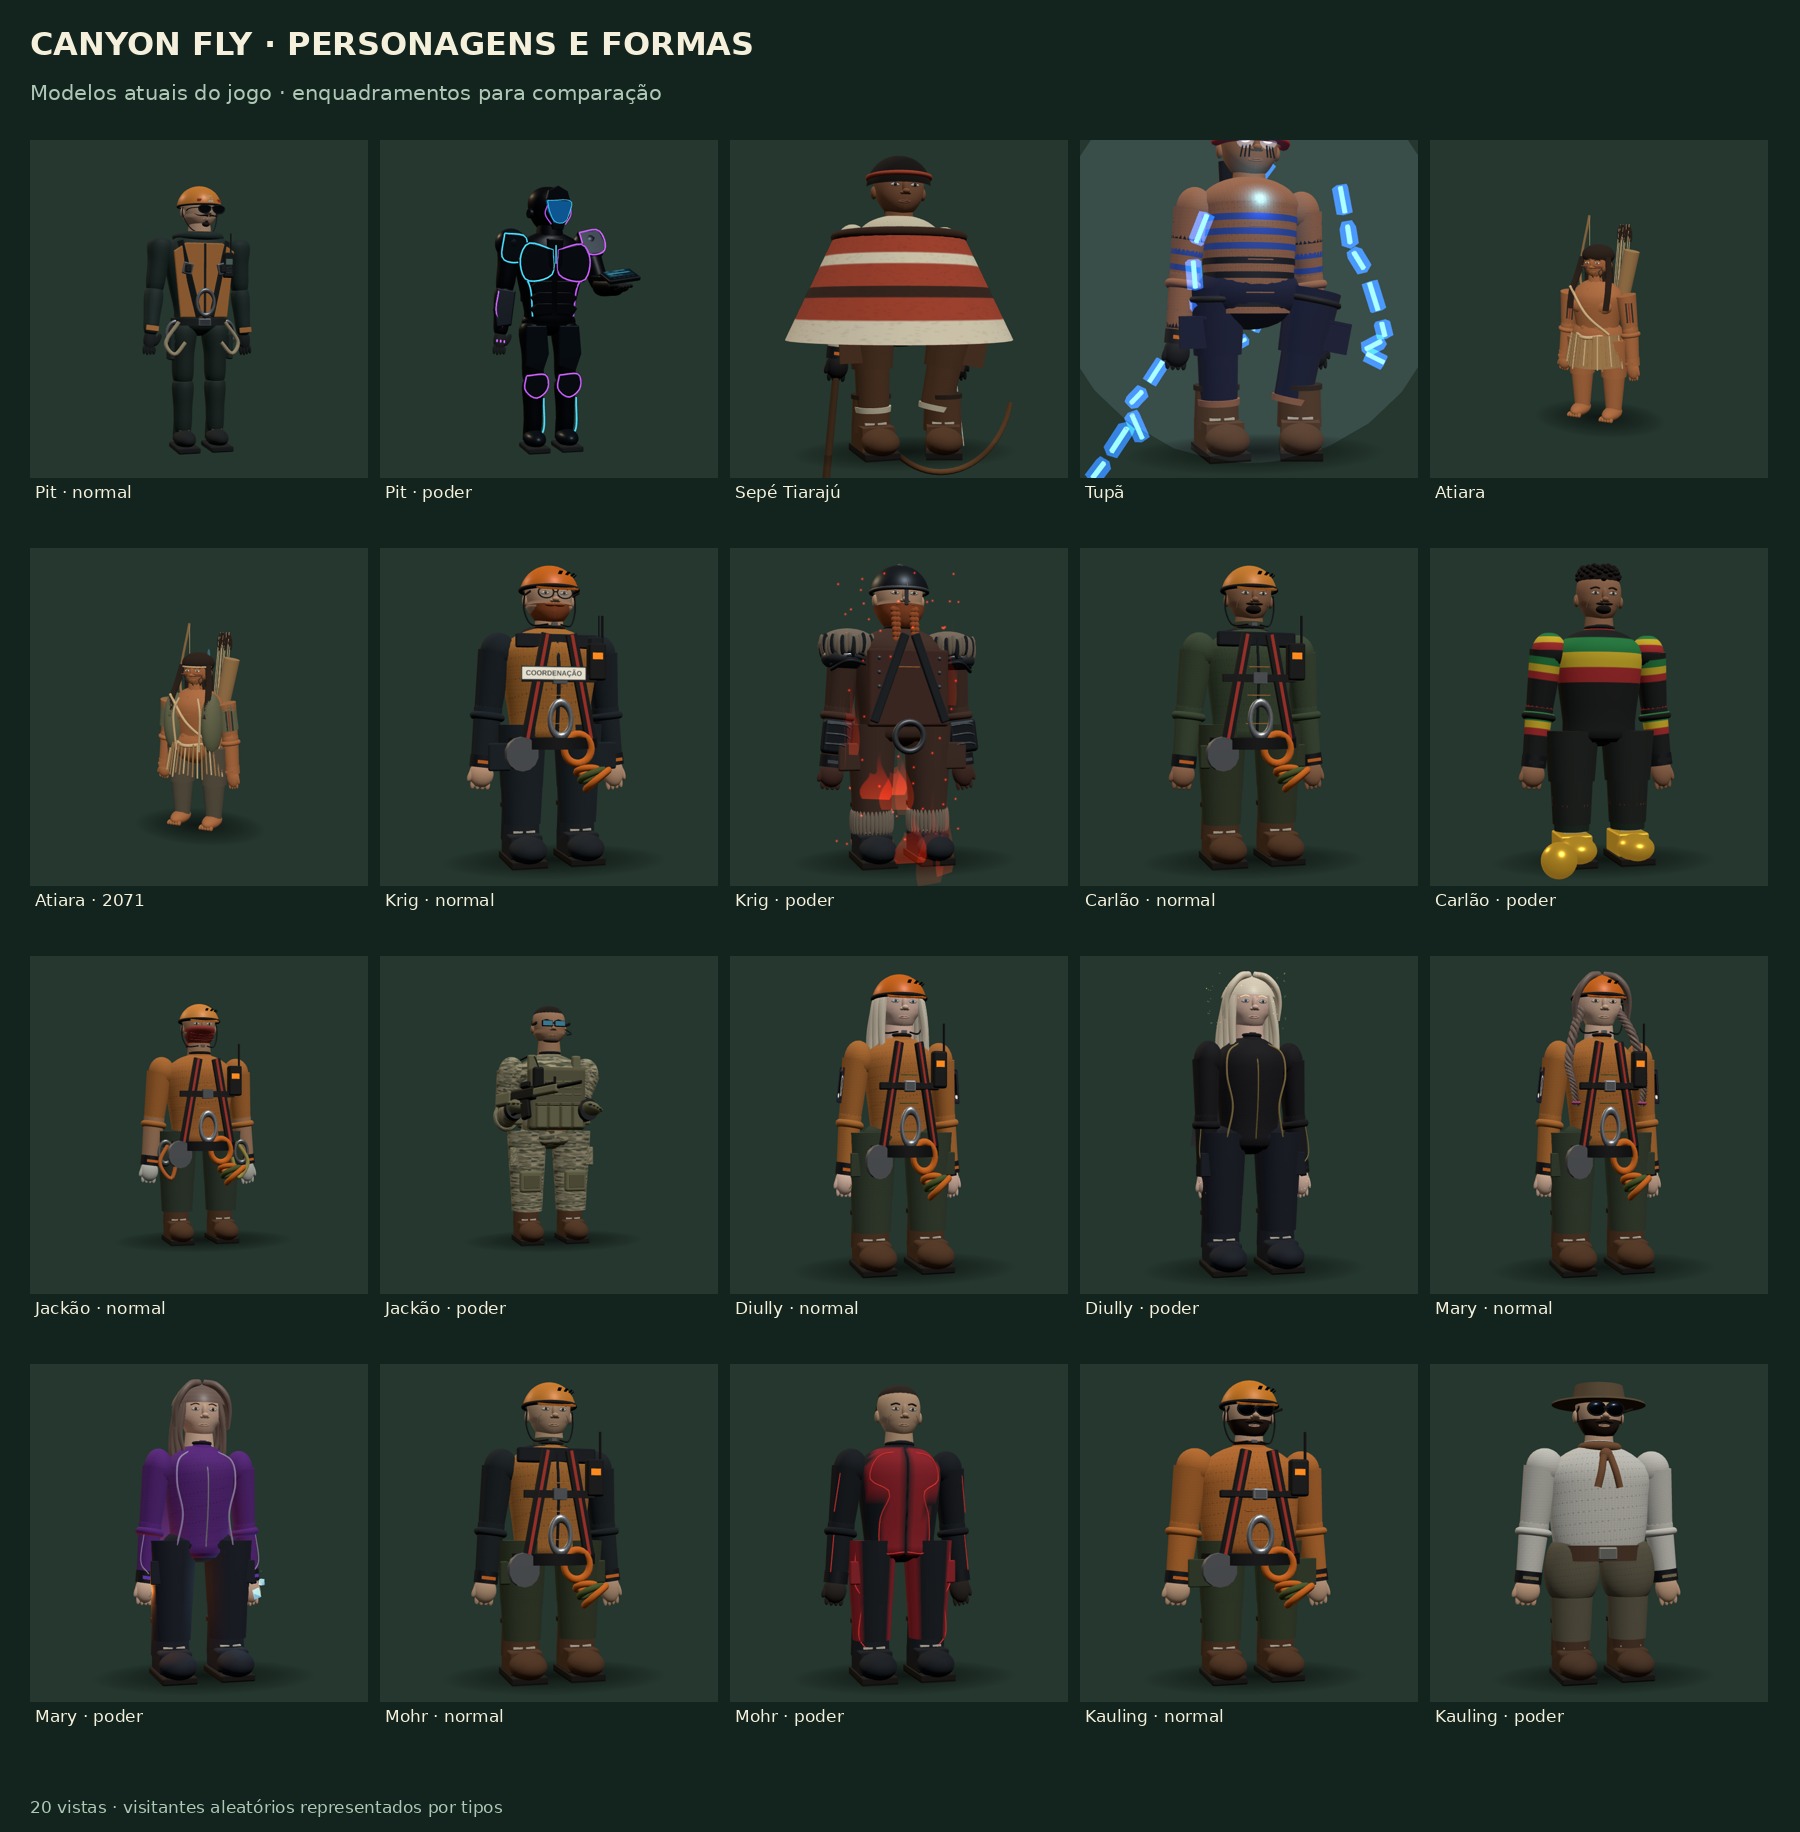 CANYON FLY · PERSONAGENS E FORMAS
Modelos atuais do jogo · enquadramentos para comparação
Pit · normal
Pit · poder
Sepé Tiarajú
Tupã
Atiara
COORDENAÇÃO
Atiara · 2071
Krig · normal
Krig · poder
Carlão · normal
Carlão · poder
Jackão · normal
Jackão · poder
Diully · normal
Diully · poder
Mary · normal
Mary · poder
Mohr · normal
Mohr · poder
Kauling · normal
Kauling · poder
20 vistas · visitantes aleatórios representados por tipos